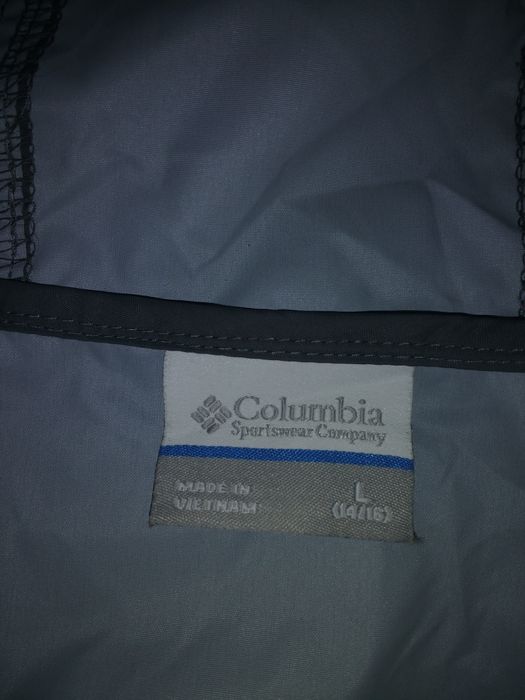 Columbia
Sportswear Company
MADE IN
VIETNAM
L
(14/16)